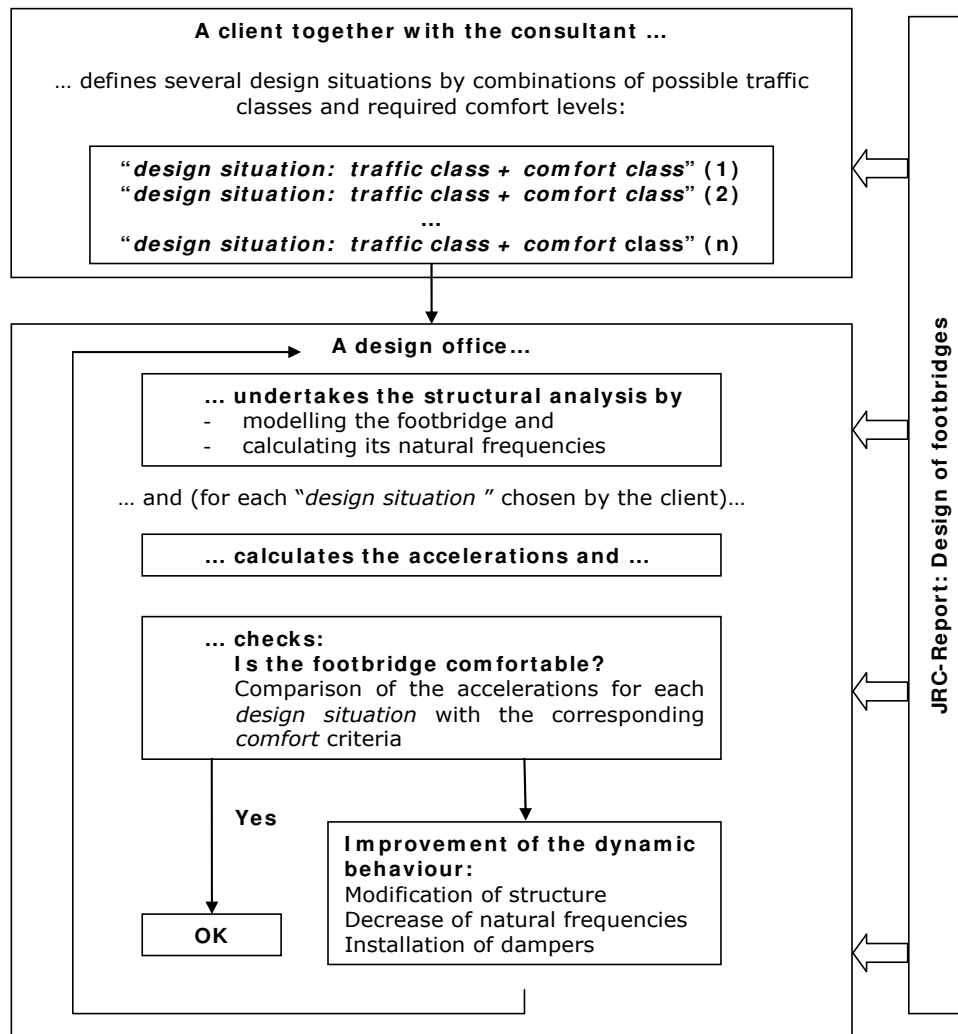 A client together with the consultant …
… defines several design situations by combinations of possible traffic
classes and required comfort levels:
“design situation: traffic class + comfort class” (1)
“design situation: traffic class + comfort class” (2)
…
“design situation: traffic class + comfort class” (n)
A design office…
… undertakes the structural analysis by
- modelling the footbridge and
- calculating its natural frequencies
… and (for each “design situation ” chosen by the client)…
… calculates the accelerations and …
… checks:
Is the footbridge comfortable?
Comparison of the accelerations for each
design situation with the corresponding
comfort criteria
Yes
Improvement of the dynamic
behaviour:
Modification of structure
Decrease of natural frequencies
Installation of dampers
OK
JRC-Report: Design of footbridges